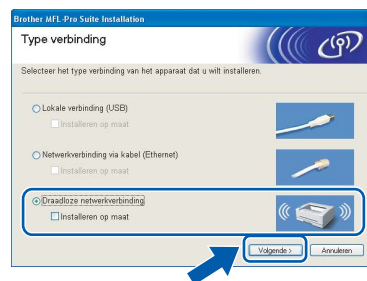 Brother MFL-Pro Suite Installation
Type verbinding
Selecteer het type verbinding van het apparaat dat u wilt installeren.
Lokale verbinding (USB)
Installeren op maat
Netwerkverbinding via kabel (Ethernet)
Installeren op maat
Draadloze netwerkverbinding
Installeren op maat
Volgende >
Annuleren